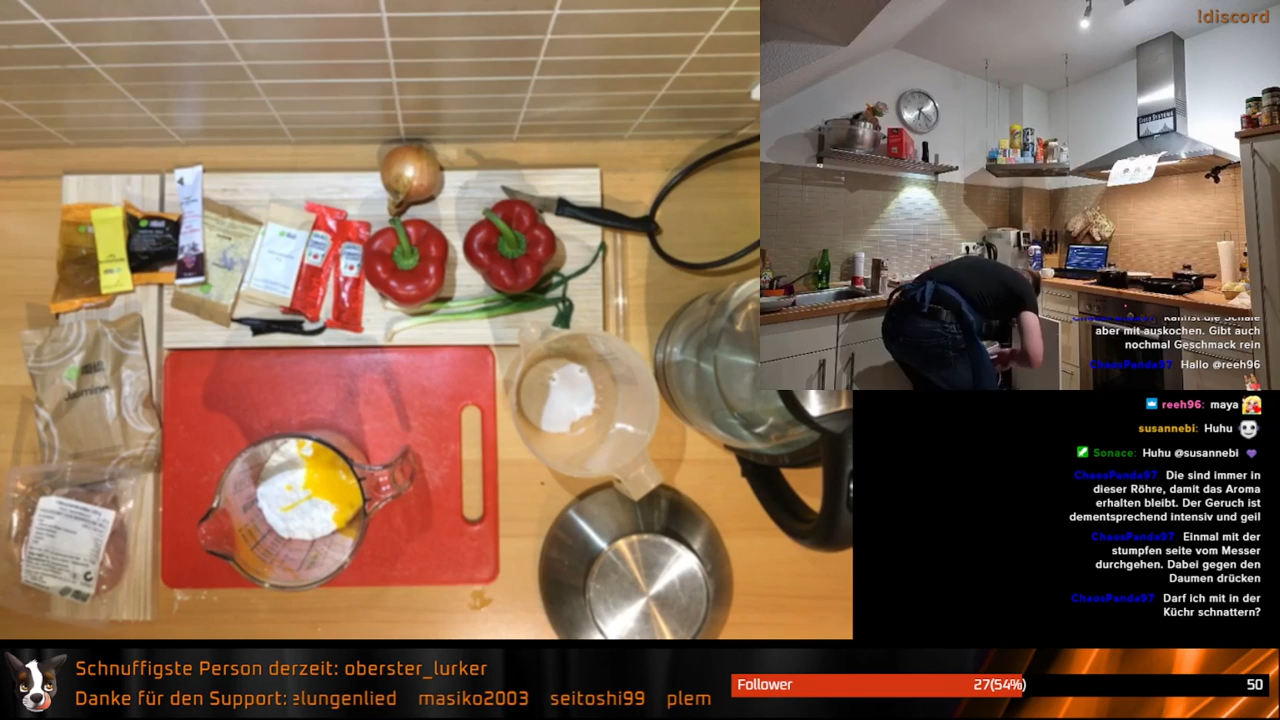 !discord
Jasmine
Kannst die Schale
aber mit auskochen. Gibt auch
nochmal Geschmack rein
ChaosPanda97 Hallo @reeh96
reeh96: maya
susannebi: Huhu
Sonace: Huhu @susannebi
ChaosPanda97 Die sind immer in
dieser Röhre, damit das Aroma
erhalten bleibt. Der Geruch ist
dementsprechend intensiv und geil
ChaosPanda97 Einmal mit der
stumpfen seite vom Messer
durchgehen. Dabei gegen den
Daumen drücken
ChaosPanda97 Darf ich mit in der
Küchr schnattern?
Schnuffigste Person derzeit: oberster_lurker
Danke für den Support: elungenlied masiko2003 seitoshi99 plem
Follower 27(54%) 50